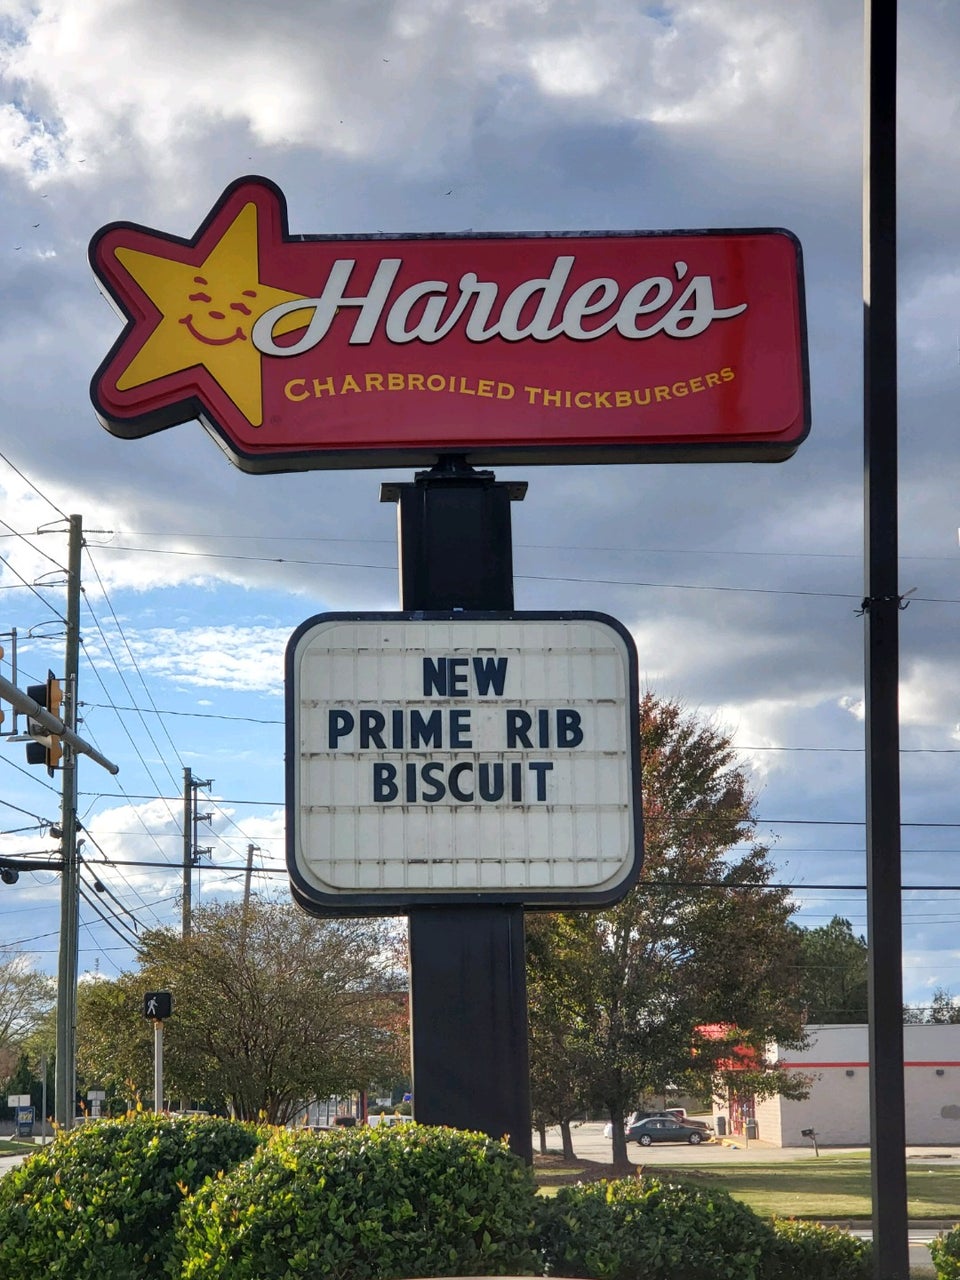 Hardee's
CHARBROILED THICKBURGERS
NEW
PRIME RIB
BISCUIT